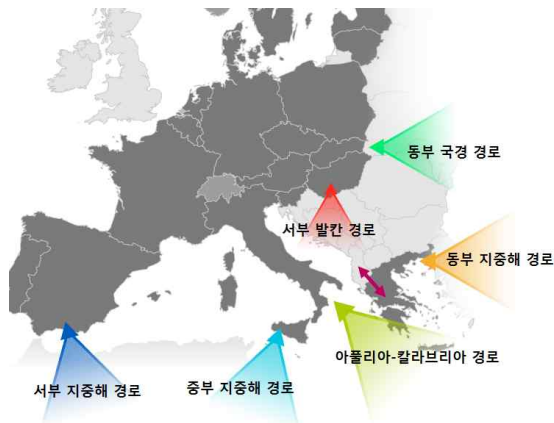 동부 국경 경로
서부 발칸 경로
동부 지중해 경로
아풀리아-칼라브리아 경로
서부 지중해 경로
중부 지중해 경로